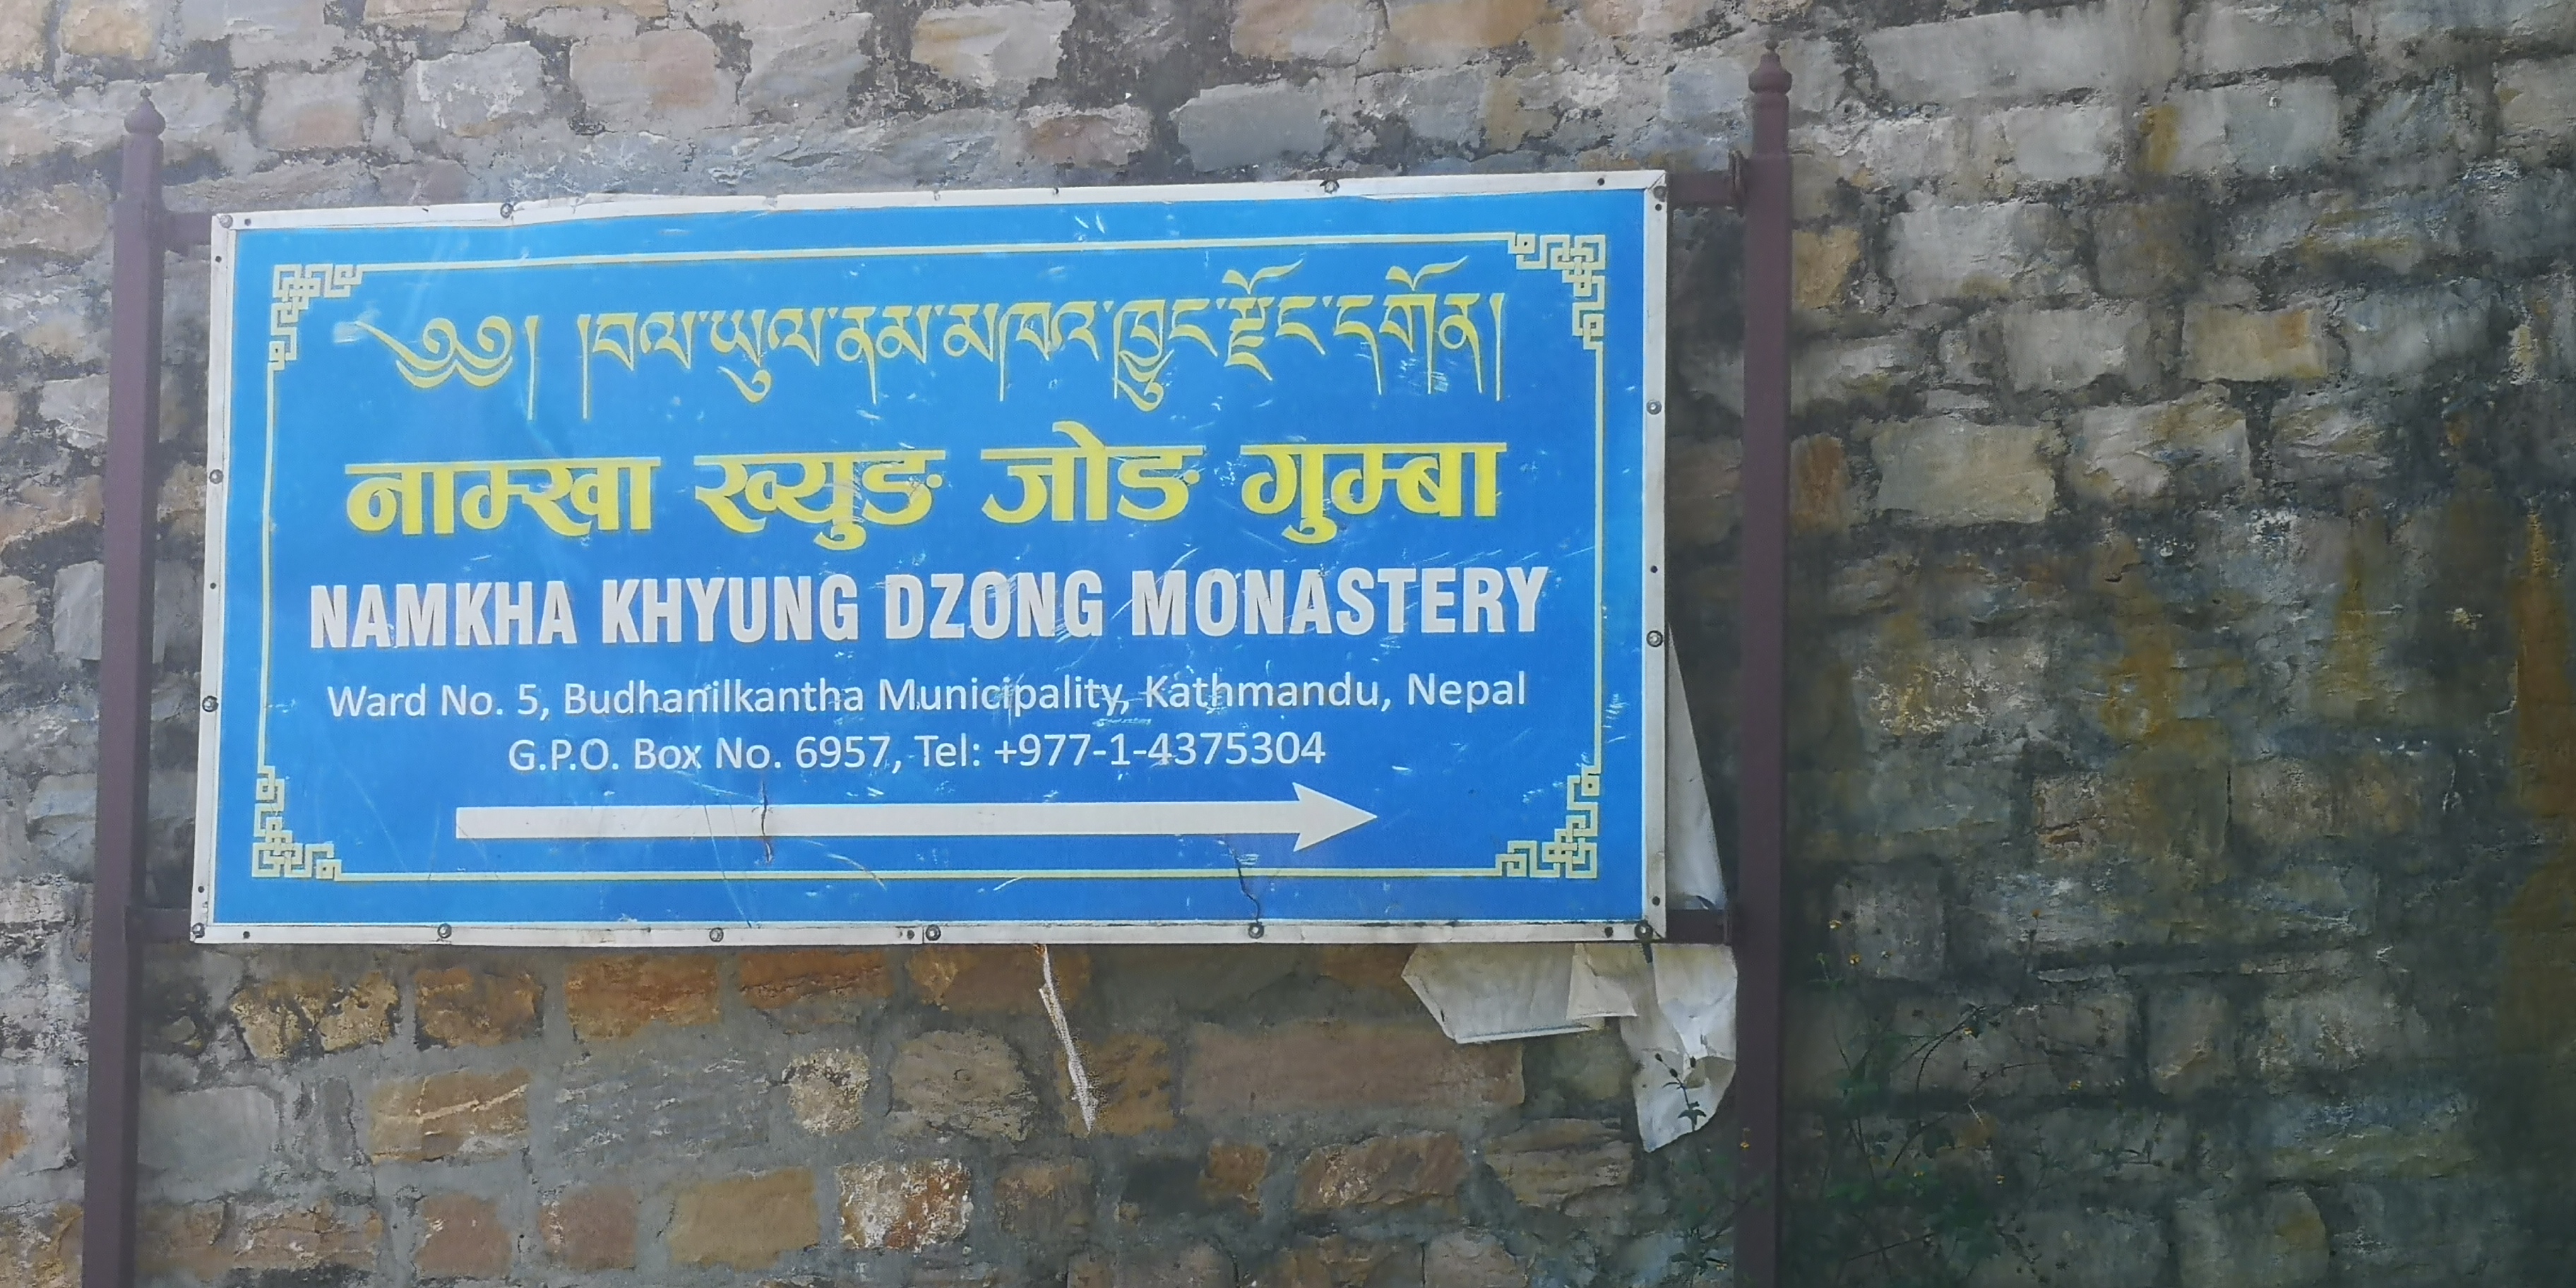 ༄༅། །བལ་ཡུལ་ནམ་མཁའ་ཁྱུང་རྫོང་དགོན།
नाम्खा ख्युङ जोङ गुम्बा
NAMKHA KHYUNG DZONG MONASTERY
Ward No. 5, Budhanilkantha Municipality, Kathmandu, Nepal
G.P.O. Box No. 6957, Tel: +977-1-4375304